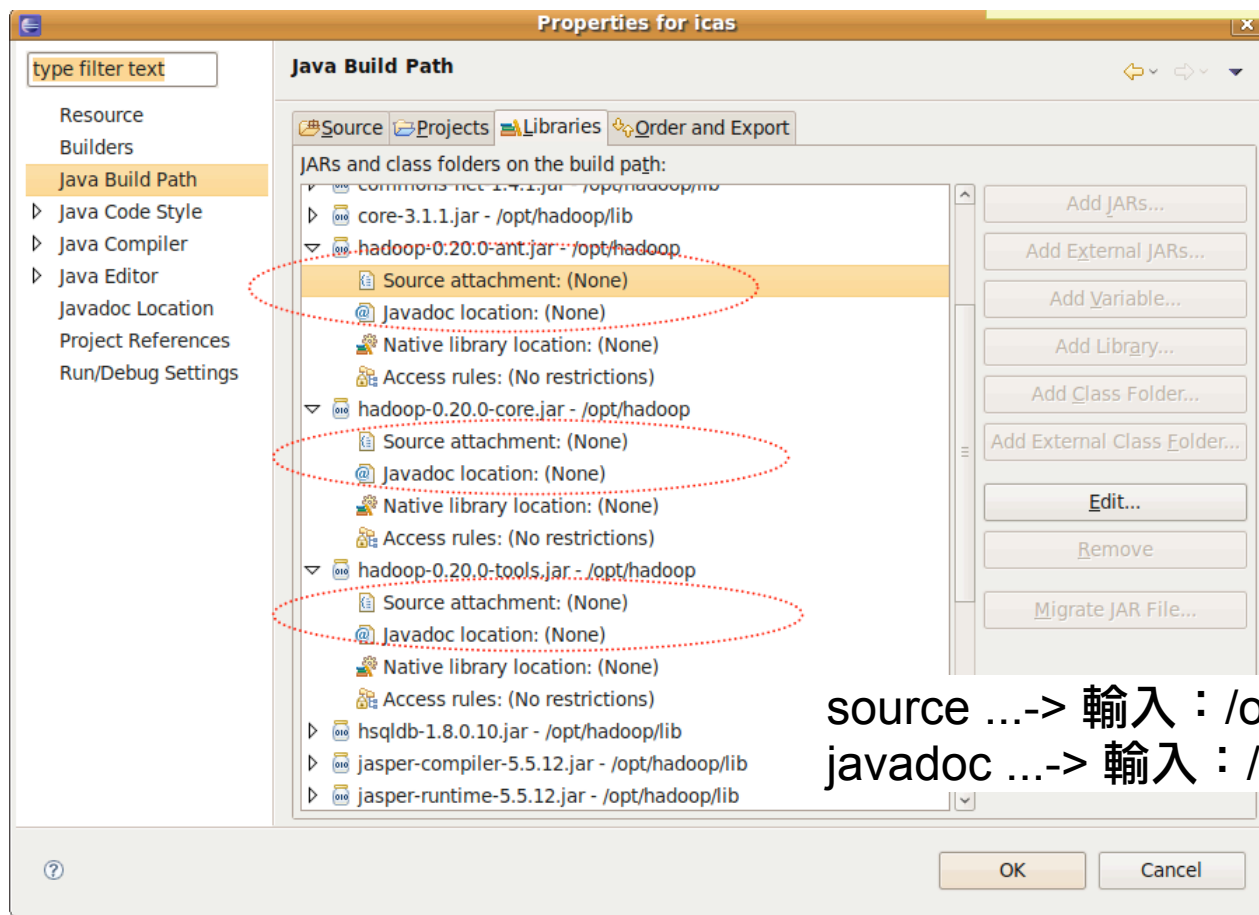 Properties for icas
type filter text
Java Build Path
Resource
Builders
Java Build Path
Java Code Style
Java Compiler
Java Editor
Javadoc Location
Project References
Run/Debug Settings
Source Projects Libraries Order and Export
JARs and class folders on the build path:
commons-net-1.4.1.jar - /opt/hadoop/lib
core-3.1.1.jar - /opt/hadoop/lib
hadoop-0.20.0-ant.jar - /opt/hadoop
Source attachment: (None)
Javadoc location: (None)
Native library location: (None)
Access rules: (No restrictions)
hadoop-0.20.0-core.jar - /opt/hadoop
Source attachment: (None)
Javadoc location: (None)
Native library location: (None)
Access rules: (No restrictions)
hadoop-0.20.0-tools.jar - /opt/hadoop
Source attachment: (None)
Javadoc location: (None)
Native library location: (None)
Access rules: (No restrictions)
hsqldb-1.8.0.10.jar - /opt/hadoop/lib
jasper-compiler-5.5.12.jar - /opt/hadoop/lib
jasper-runtime-5.5.12.jar - /opt/hadoop/lib
Add JARs...
Add External JARs...
Add Variable...
Add Library...
Add Class Folder...
Add External Class Folder...
Edit...
Remove
Migrate JAR File...
source ...-> 輸入：/o
javadoc ...-> 輸入：/
OK
Cancel